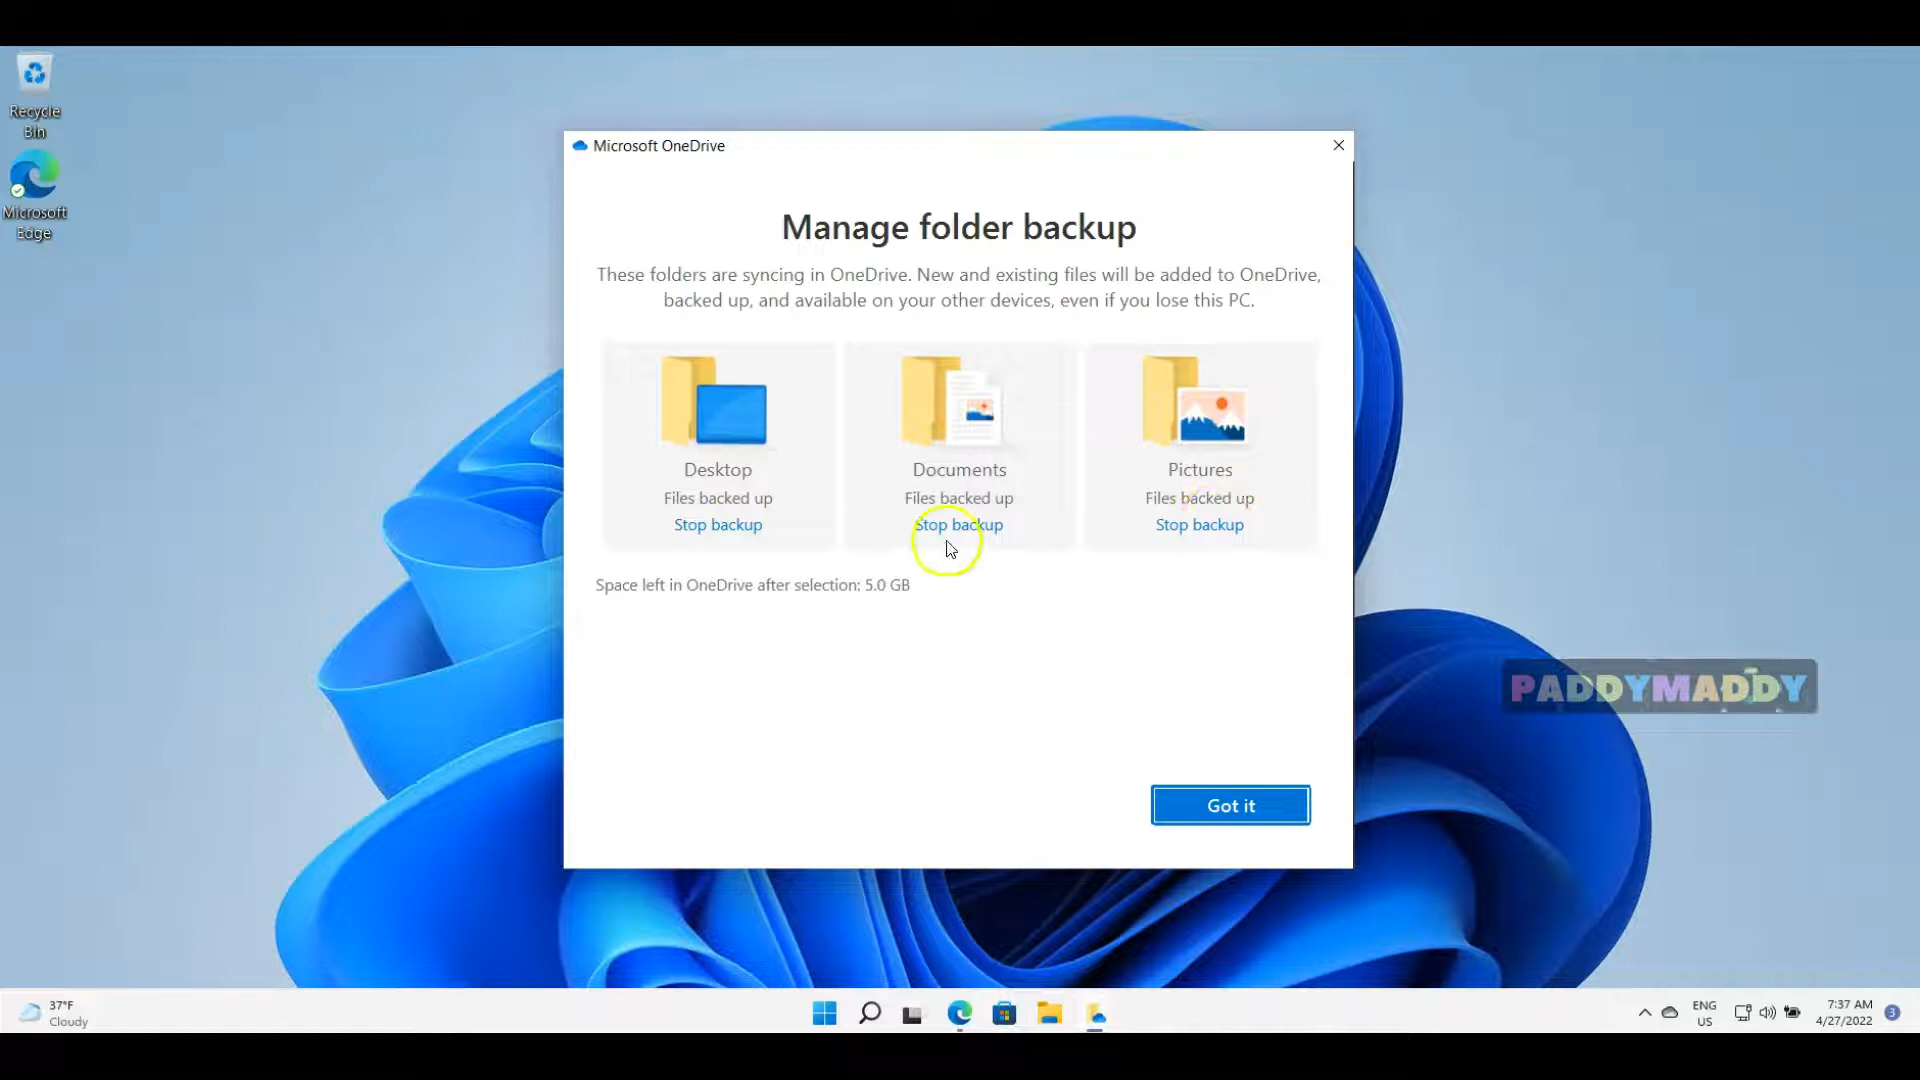 Recycle
Bin
Microsoft
Edge
Microsoft OneDrive
Manage folder backup
These folders are syncing in OneDrive. New and existing files will be added to OneDrive,
backed up, and available on your other devices, even if you lose this PC.
Desktop
Files backed up
Stop backup
Documents
Files backed up
Stop backup
Pictures
Files backed up
Stop backup
Space left in OneDrive after selection: 5.0 GB
PADDYMADDY
Got it
37°F
Cloudy
ENG
US
7:37 AM
4/27/2022
3